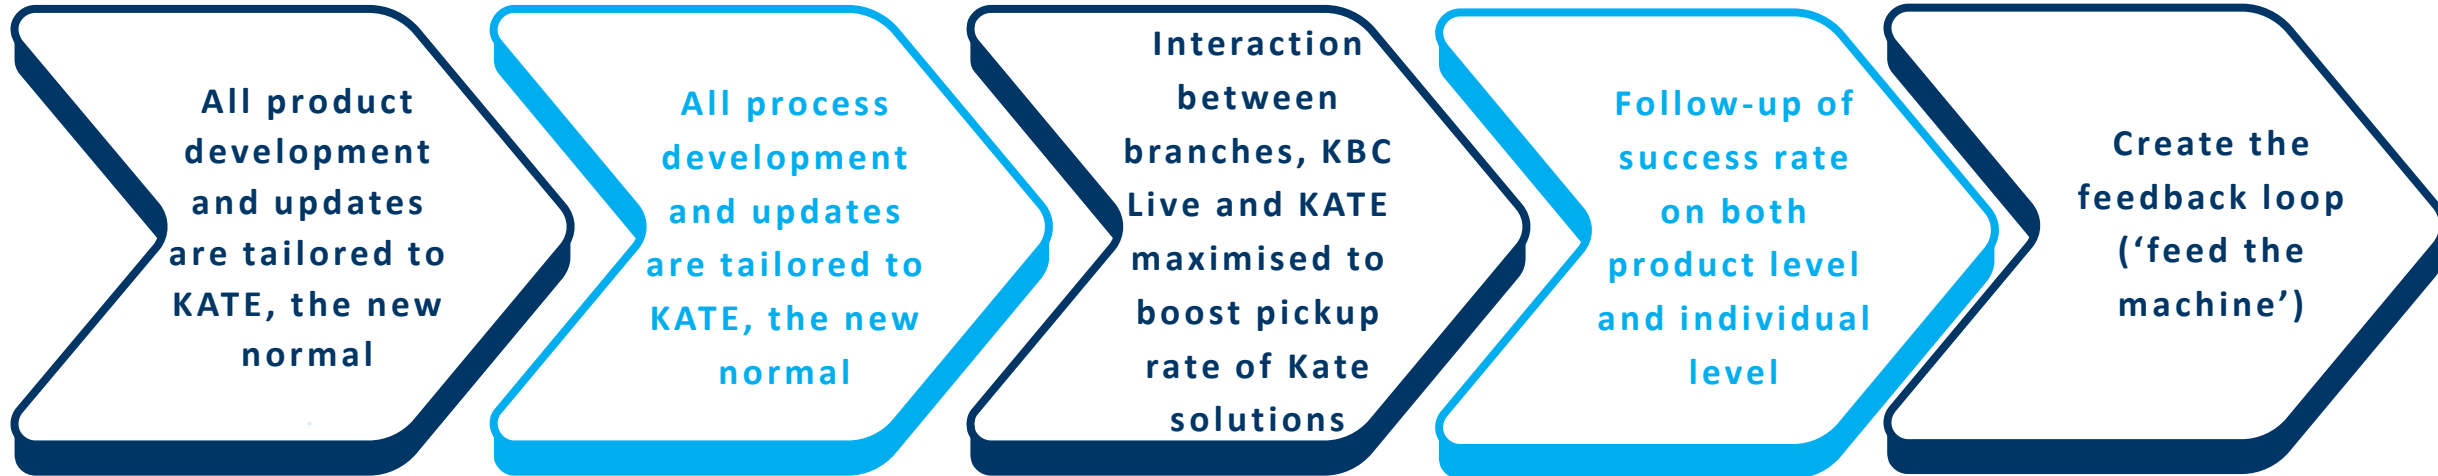 All product
development
and updates
are tailored to
KATE, the new
normal
All process
development
and updates
are tailored to
KATE, the new
normal
Interaction
between
branches, KBC
Live and KATE
maximised to
boost pickup
rate of Kate
solutions
Follow-up of
success rate
on both
product level
and individual
level
Create the
feedback loop
(‘feed the
machine’)